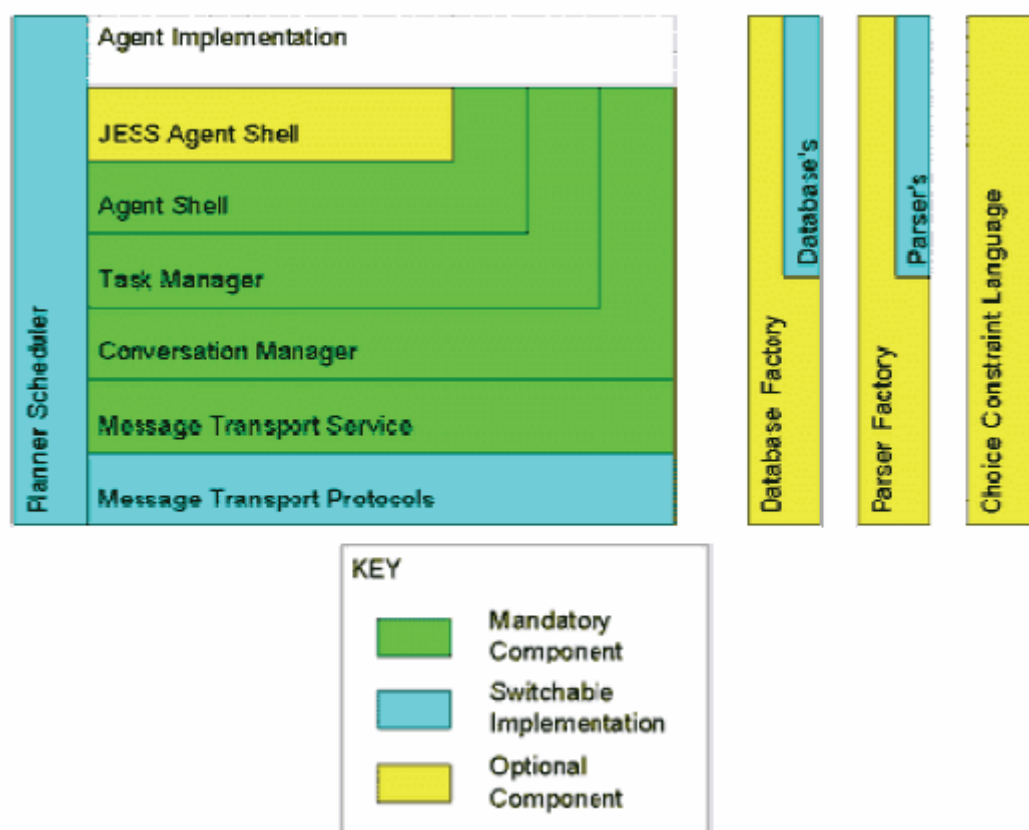 Agent Implementation
JESS Agent Shell
Agent Shell
Task Manager
Conversation Manager
Message Transport Service
Message Transport Protocols
Planner Scheduler
Database Factory
Database's
Parser Factory
Parser's
Choice Constraint Language
KEY
Mandatory
Component
Switchable
Implementation
Optional
Component